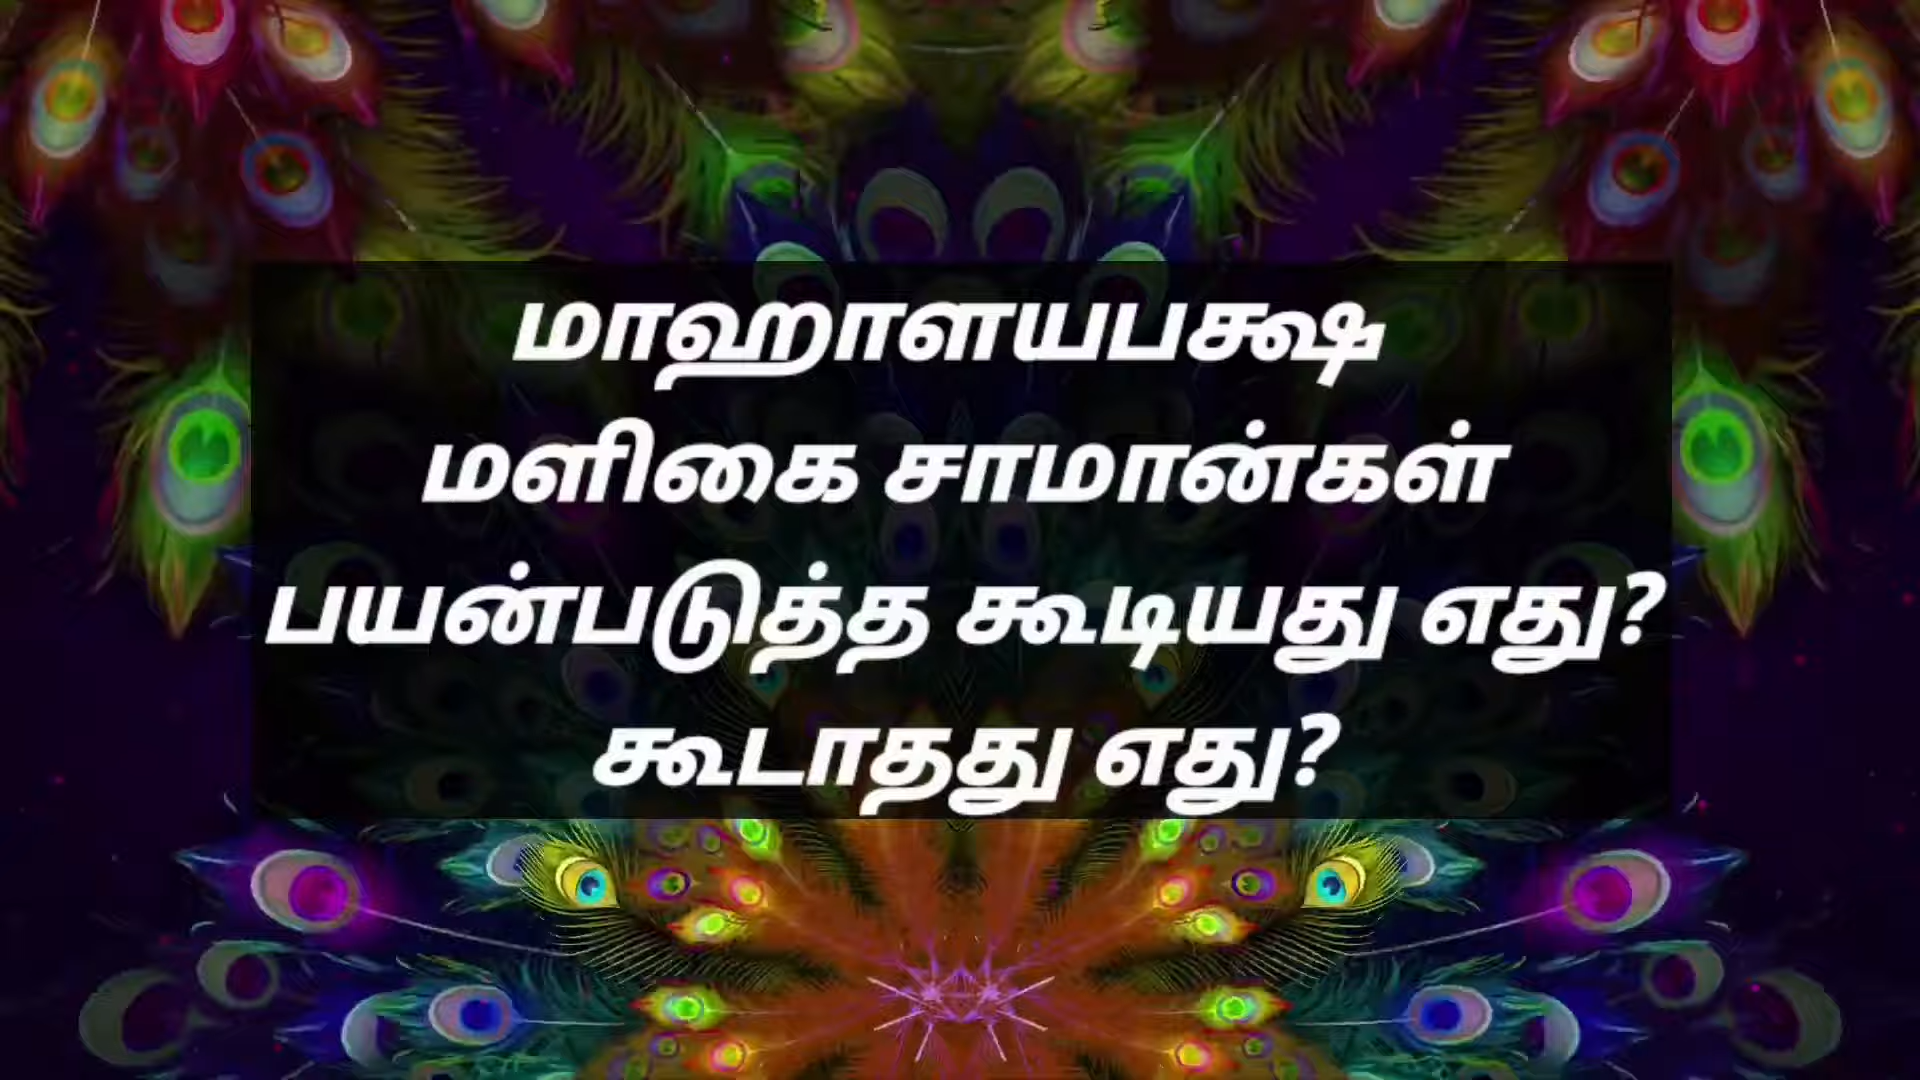 மாஹாளயபக்ஷ
மளிகை சாமான்கள்
பயன்படுத்த கூடியது எது?
கூடாதது எது?